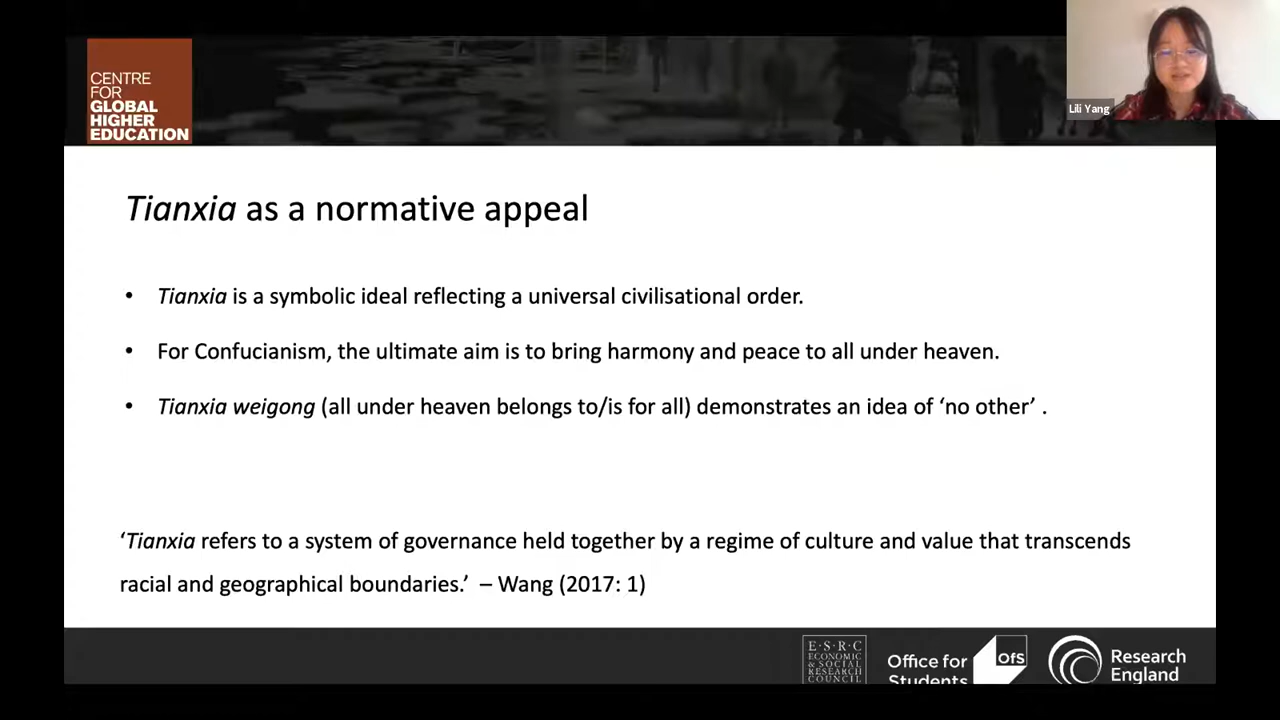 CENTRE
FOR
GLOBAL
HIGHER
EDUCATION
Lili Yang
Tianxia as a normative appeal
• Tianxia is a symbolic ideal reflecting a universal civilisational order.
• For Confucianism, the ultimate aim is to bring harmony and peace to all under heaven.
• Tianxia weigong (all under heaven belongs to/is for all) demonstrates an idea of ‘no other’ .
‘Tianxia refers to a system of governance held together by a regime of culture and value that transcends
racial and geographical boundaries.’ – Wang (2017: 1)
E·S·R·C
ECONOMIC
& SOCIAL
RESEARCH
COUNCIL
Office for
Students
OfS
Research
England